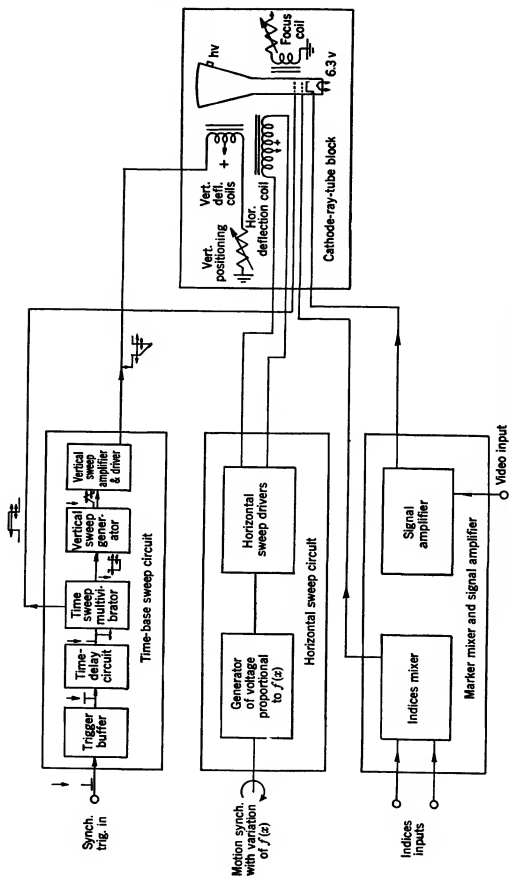 Synch.
trig. in
Trigger
buffer
Time-
delay
circuit
Time
sweep
multivi-
brator
Vertical
sweep
gener-
ator
Vertical
sweep
amplifier
& driver
Time-base sweep circuit
Motion synch.
with variation
of f(x)
Generator
of voltage
proportional
to f(x)
Horizontal
sweep drivers
Horizontal sweep circuit
Indices
inputs
Indices mixer
Signal
amplifier
Marker mixer and signal amplifier
Video input
Vert.
positioning
Vert.
defl.
coils
+
Hor.
deflection coil
hv
Focus
coil
6.3 v
Cathode-ray-tube block